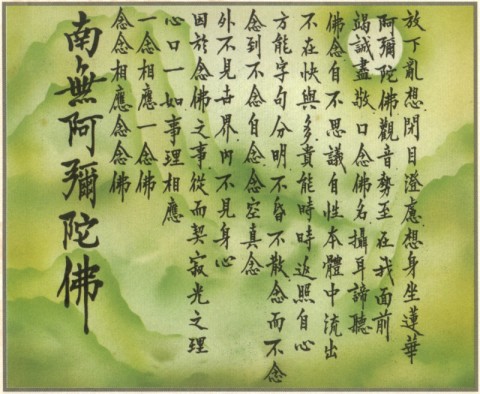 放下亂想閉目澄慮想身坐蓮華
阿彌陀佛觀音勢至在我面前
竭誠盡敬口念佛名攝耳諦聽
佛念自不思議自性本體中流出
不在快與多貴能時時返照自心
方能字句分明不昏不散念而不念
念到不念自念念空真念
外不見世界內不見身心
因於念佛之事從而契寂光之理
心口一如事理相應
一念相應一念佛
念念相應念念佛
南無阿彌陀佛